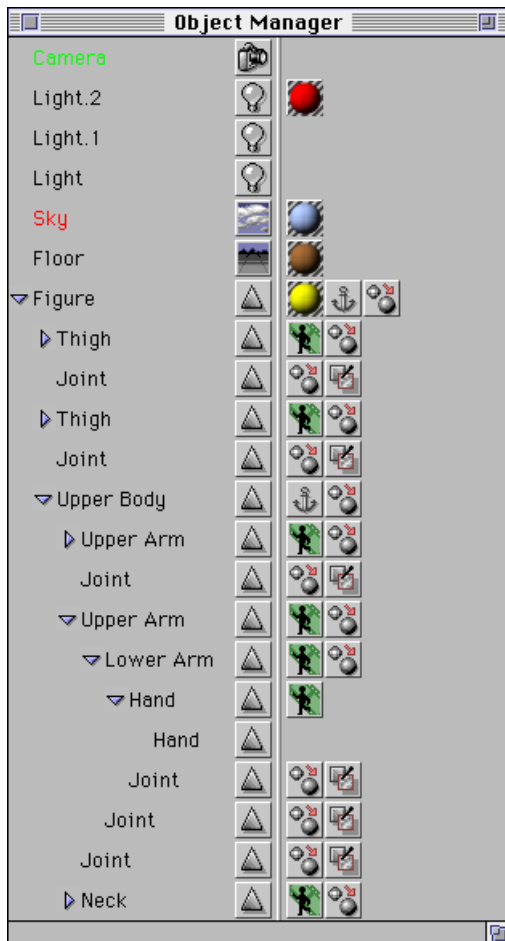 Object Manager
Camera
Light.2
Light.1
Light
Sky
Floor
Figure
Thigh
Joint
Thigh
Joint
Upper Body
Upper Arm
Joint
Upper Arm
Lower Arm
Hand
Hand
Joint
Joint
Joint
Neck